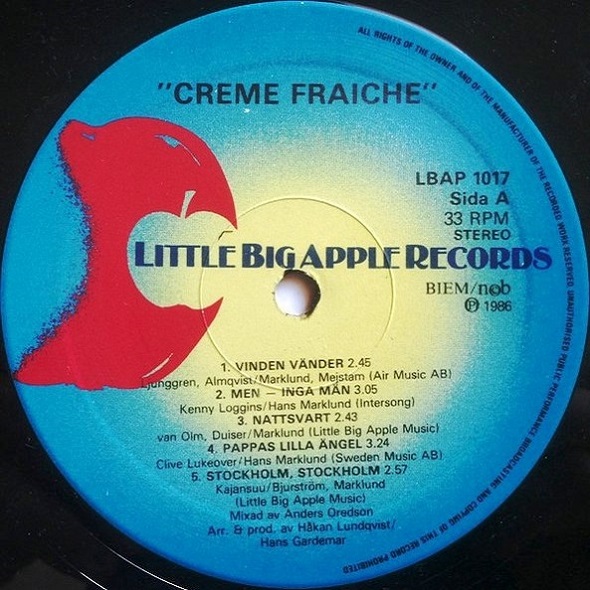 "CREME FRAICHE"
LBAP 1017
Sida A
33 RPM
STEREO
LITTLE BIG APPLE RECORDS
BIEM/ncb
Ⓟ 1986
1. VINDEN VÄNDER 2.45
Ljunggren, Almqvist/Marklund, Mejstam (Air Music AB)
2. MEN — INGA MÄN 3.05
Kenny Loggins/Hans Marklund (Intersong)
3. NATTSVART 2.43
van Olm, Duiser/Marklund (Little Big Apple Music)
4. PAPPAS LILLA ÄNGEL 3.24
Clive Lukeover/Hans Marklund (Sweden Music AB)
5. STOCKHOLM, STOCKHOLM 2.57
Kajansuu/Bjurström, Marklund
(Little Big Apple Music)
Mixad av Anders Oredson
Arr. & prod. av Håkan Lundqvist/
Hans Gardemar
ALL RIGHTS OF THE OWNER AND OF THE MANUFACTURER OF THE RECORDED WORK RESERVED. UNAUTHORISED PUBLIC PERFORMANCE BROADCASTING AND COPYING OF THIS RECORD PROHIBITED